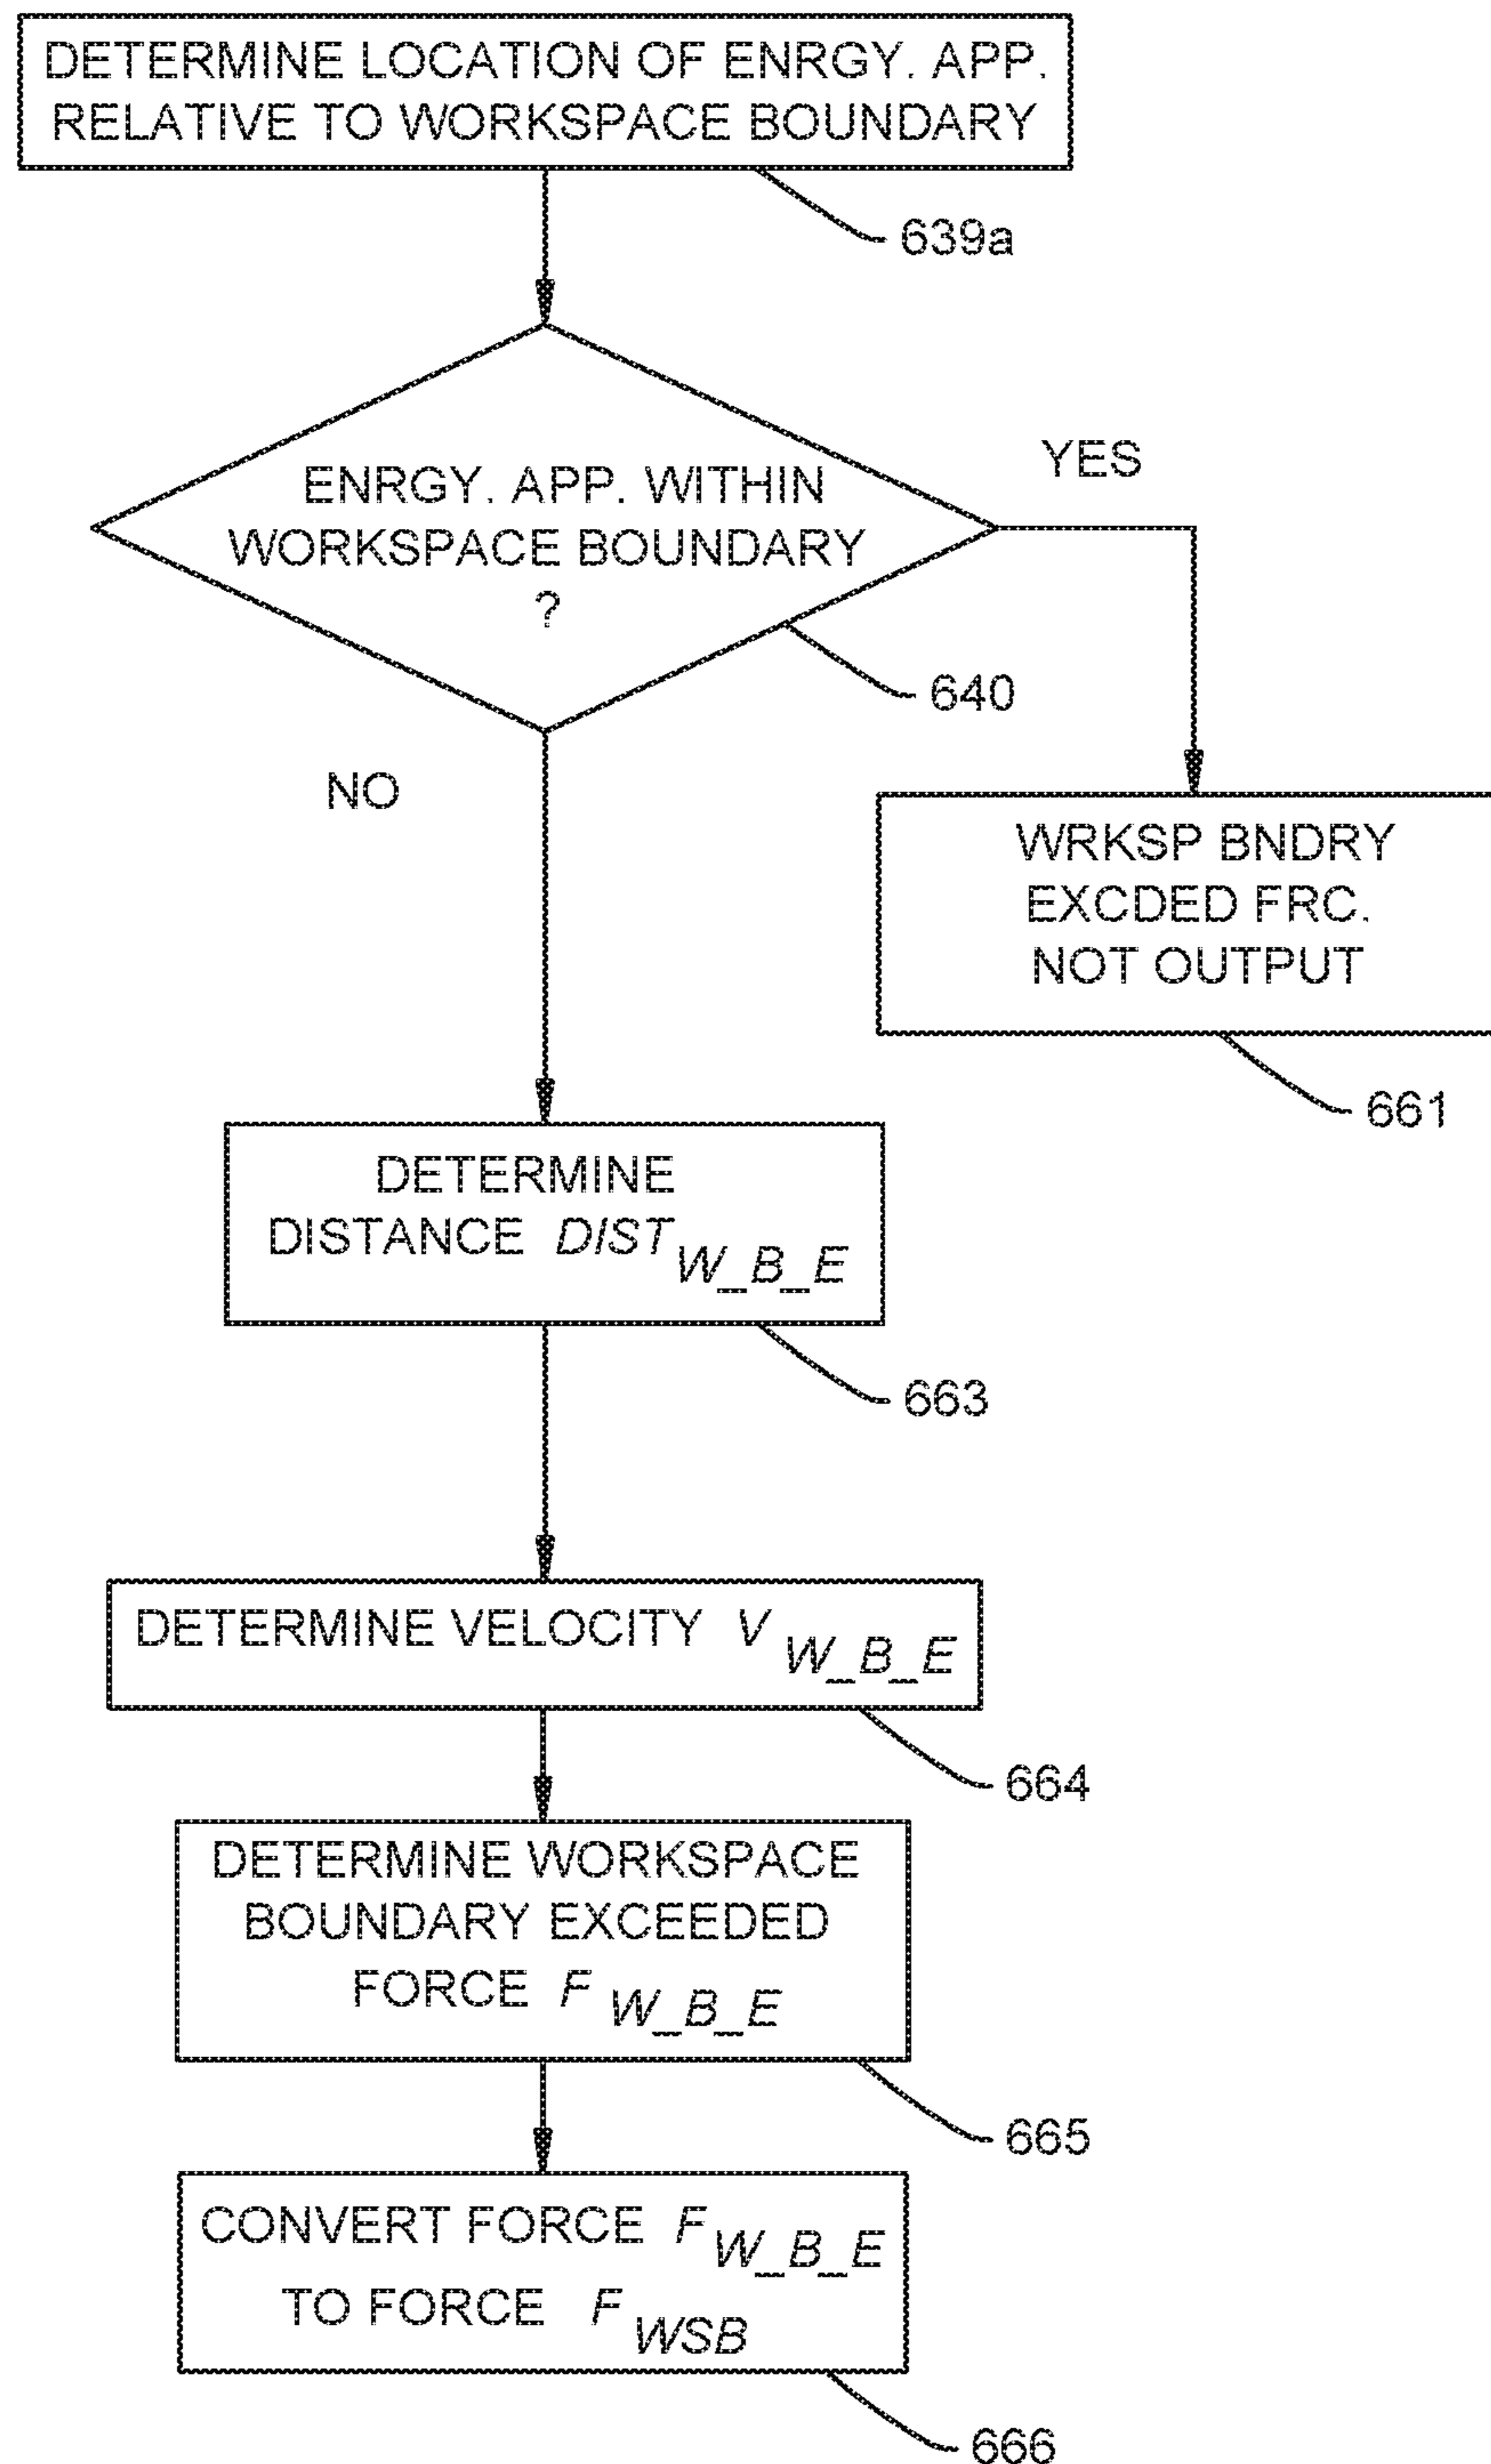 DETERMINE LOCATION OF ENRGY. APP.
RELATIVE TO WORKSPACE BOUNDARY
639a
ENRGY. APP. WITHIN
WORKSPACE BOUNDARY
?
YES
640
NO
WRKSP BNDRY
EXCDED FRC.
NOT OUTPUT
661
DETERMINE
DISTANCE DIST W_B_E
663
DETERMINE VELOCITY V W_B_E
664
DETERMINE WORKSPACE
BOUNDARY EXCEEDED
FORCE F W_B_E
665
CONVERT FORCE F W_B_E
TO FORCE F WSB
666